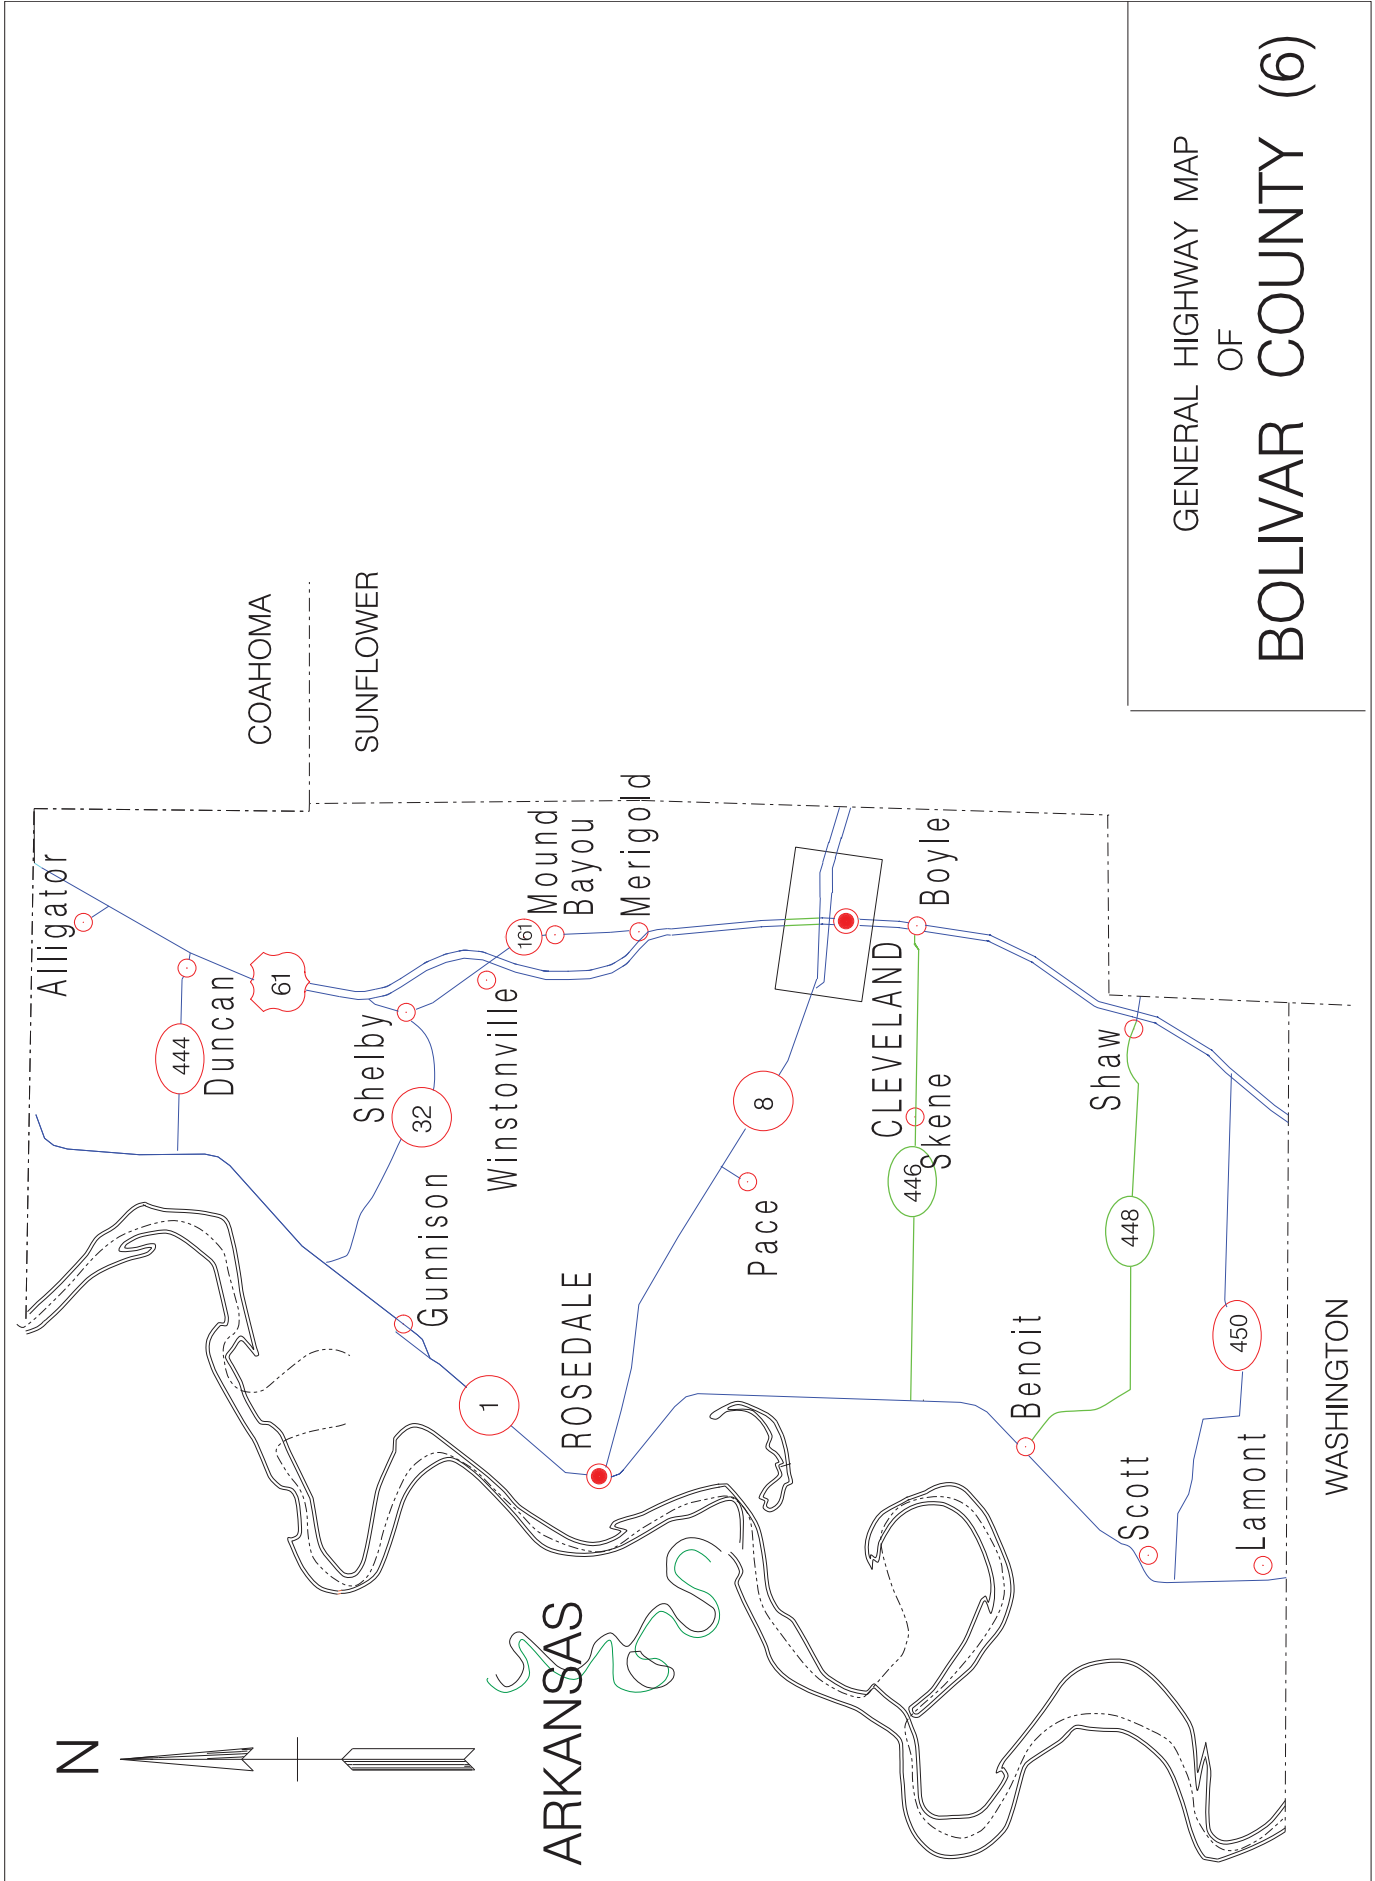 N
ARKANSAS
COAHOMA
SUNFLOWER
WASHINGTON
Alligator
444
Duncan
61
Shelby
32
Winstonville
161
Mound
Bayou
Merigold
Gunnison
1
ROSEDALE
8
Pace
CLEVELAND
Boyle
Skene
446
Shaw
448
Benoit
450
Scott
Lamont
GENERAL HIGHWAY MAP
OF
BOLIVAR COUNTY (6)